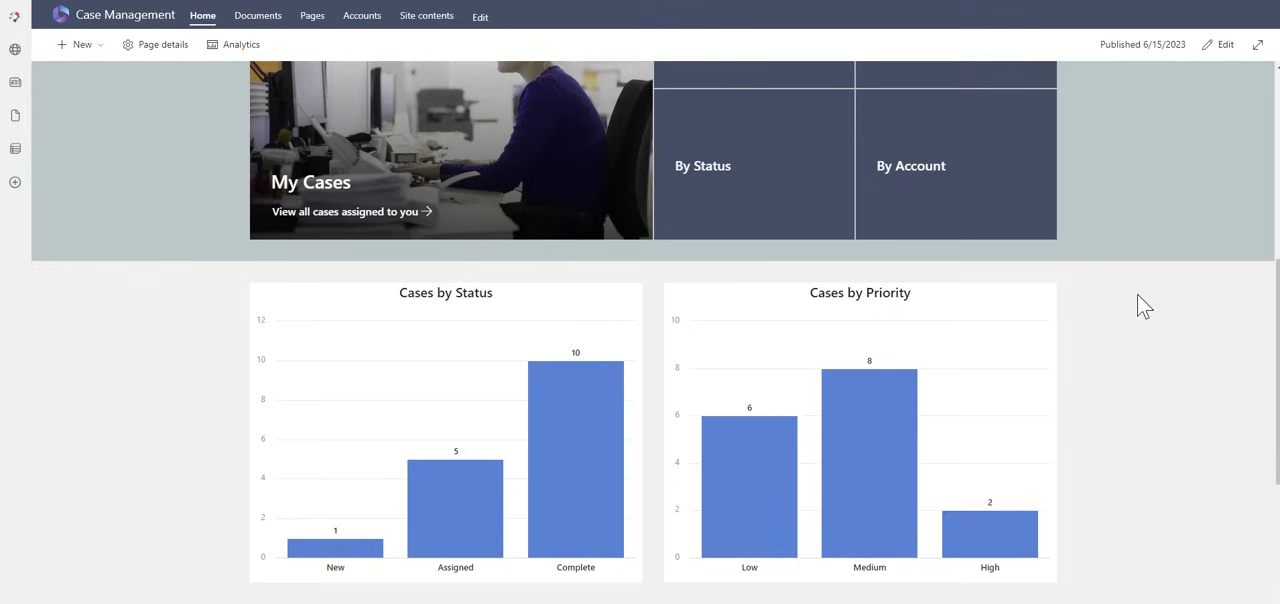 Case Management Home Documents Pages Accounts Site contents Edit
New Page details Analytics Published 6/15/2023 Edit
My Cases
View all cases assigned to you
By Status
By Account
Cases by Status
12
10
8
6
4
2
0
1
5
10
New Assigned Complete
Cases by Priority
10
8
6
4
2
0
6
8
2
Low Medium High